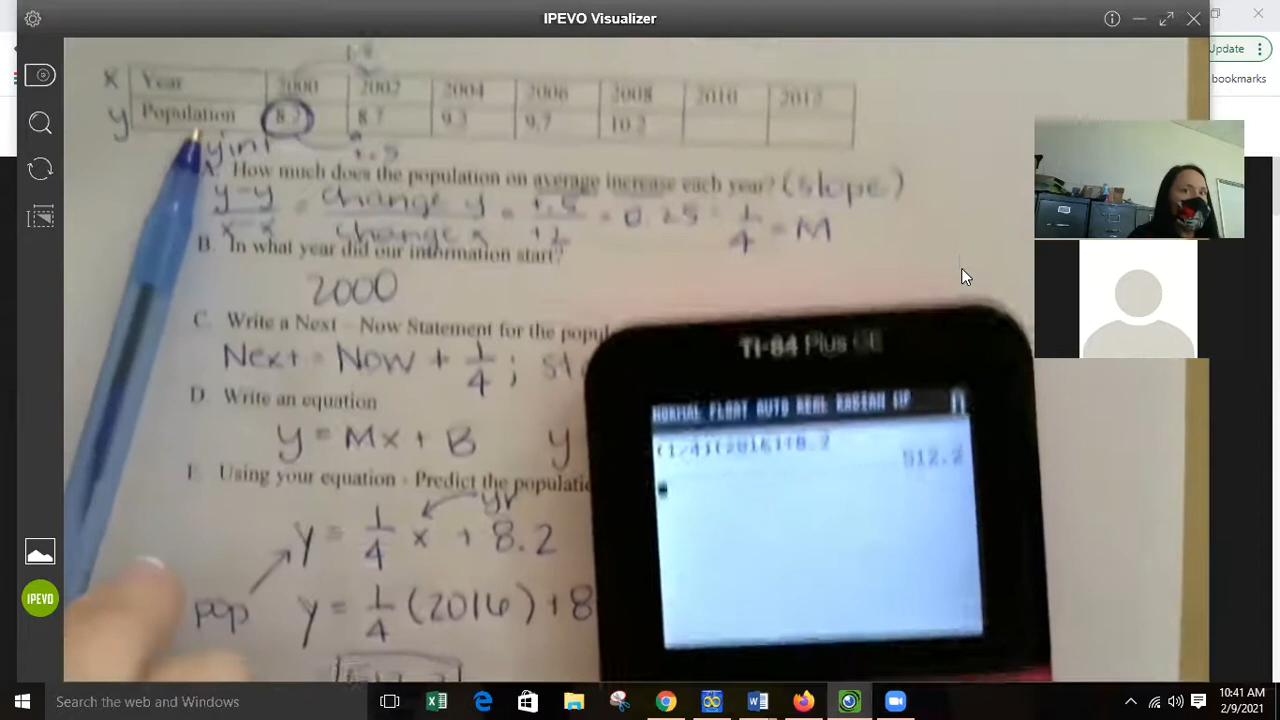 IPEVO Visualizer
Update
bookmarks
X Year 2000 2002 2004 2006 2008 2010 2012
y Population 8.2 8.7 9.2 9.7 10.2
yint +.5
A. How much does the population on average increase each year? (slope)
y-y = change y = +.5 = 0.25 = 1/4 = M
x-x change x +2
B. In what year did our information start?
2000
C. Write a Next – Now Statement for the popul
Next = Now + 1/4 ; st
D. Write an equation
y = Mx + B y
E. Using your equation - Predict the populatio
yr
y = 1/4 x + 8.2
pop y = 1/4 (2016) + 8
TI-84 Plus CE
NORMAL FLOAT AUTO REAL RADIAN MP
(1/4)(2016)+8.2
512.2
IPEVO
Search the web and Windows
10:41 AM
2/9/2021